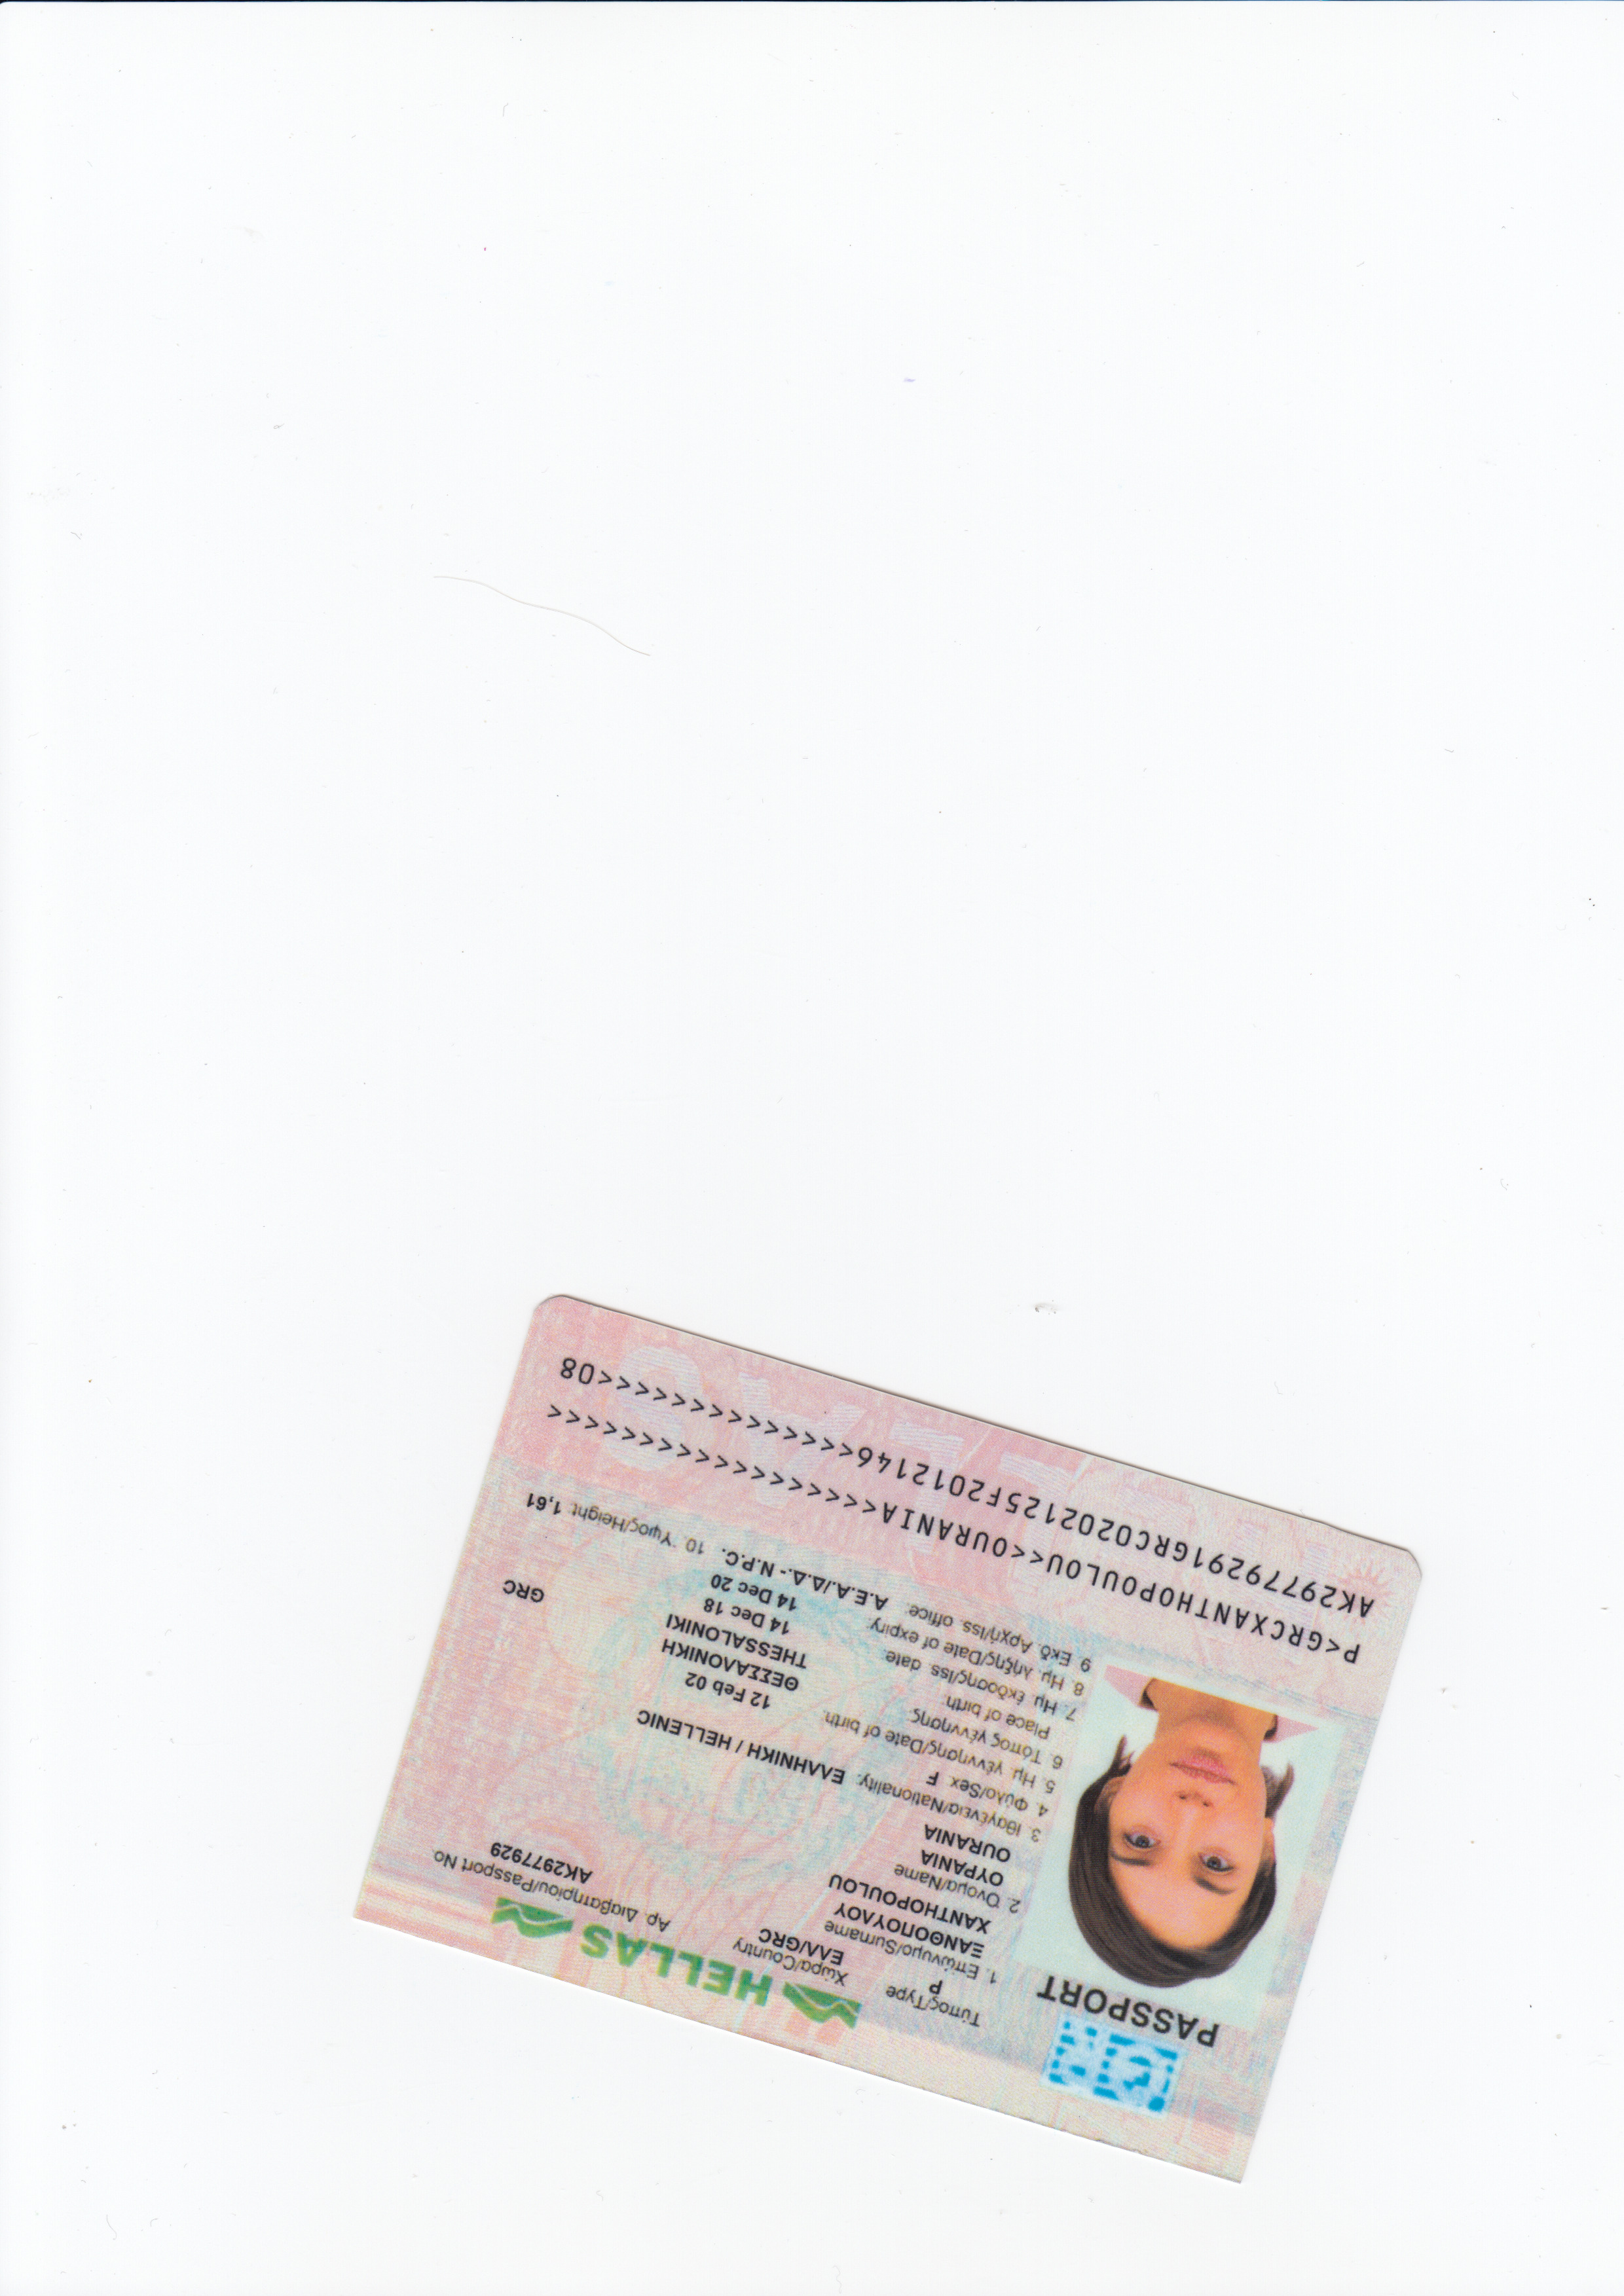 HELLAS
PASSPORT
Τύπος/Type
P
Χώρα/Country
ΕΛΛ/GRC
Αρ. Διαβατηρίου/Passport No.
AK2977929
1. Επώνυμο/Surname
ΞΑΝΘΟΠΟΥΛΟΥ
XANTHOPOULOU
2. Όνομα/Name
ΟΥΡΑΝΙΑ
OURANIA
3. Ιθαγένεια/Nationality. ΕΛΛΗΝΙΚΗ / HELLENIC
4. Φύλο/Sex. F
5. Ημ. γέννησης/Date of birth. 12 Feb 02
6. Τόπος γέννησης ΘΕΣΣΑΛΟΝΙΚΗ GRC
Place of birth. THESSALONIKI
7. Ημ. έκδοσης/Iss. date. 14 Dec 18
8. Ημ. λήξης/Date of expiry. 14 Dec 20
9 Εκδ. Αρχή/Iss. office. Α.Ε.Α./Δ.Δ.- N.P.C. 10 Ύψος/Height. 1,61
P<GRCXANTHOPOULOU<<OURANIA<<<<<<<<<<<<<<<<<<
AK29779291GRC0202125F2012146<<<<<<<<<<<<<<08